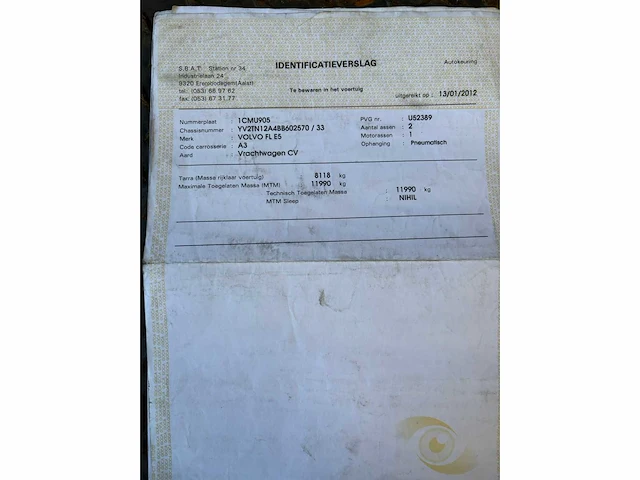 IDENTIFICATIEVERSLAG
Autokeuring
S.B.A.T. Station nr 34
Industrielaan 24
9320 Erembodegem(Aalst)
tel.: (053) 66 97 62
fax: (053) 67 31 77
Te bewaren in het voertuig
uitgereikt op : 13/01/2012
Nummerplaat : 1CMU905
PVG nr. : U52389
Chassisnummer : YV2TN12A4BB602570 / 33
Aantal assen : 2
Merk : VOLVO FL E5
Motorassen : 1
Code carrosserie : A3
Ophanging : Pneumatisch
Aard : Vrachtwagen CV
Tarra (Massa rijklaar voertuig) : 8118 kg
Maximale Toegelaten Massa (MTM) : 11990 kg
Technisch Toegelaten Massa : 11990 kg
MTM Sleep : NIHIL